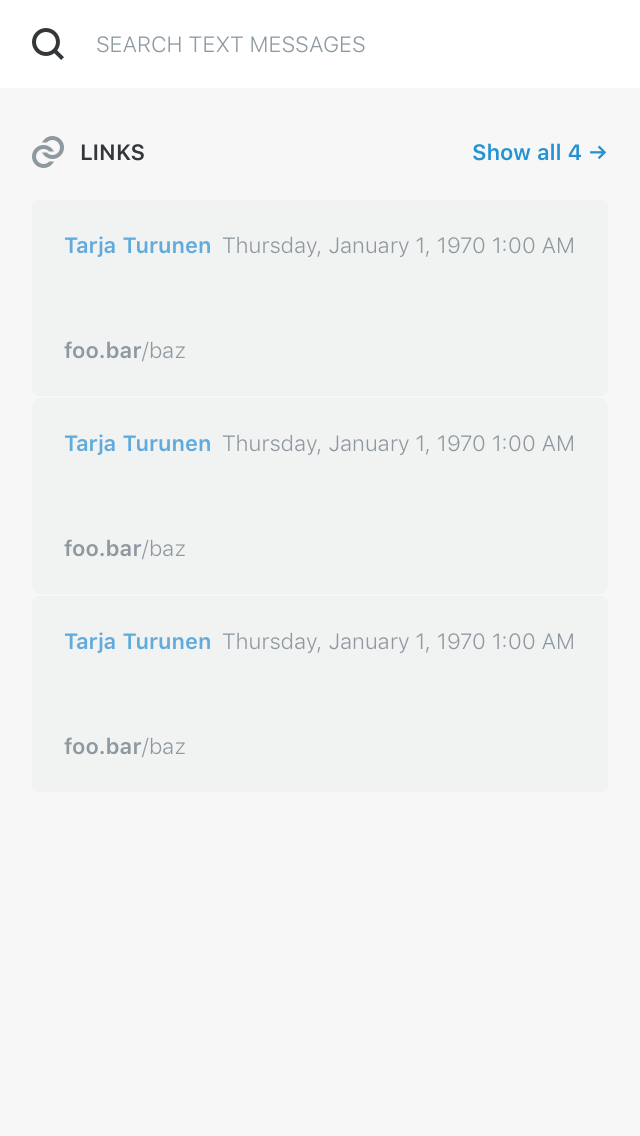 SEARCH TEXT MESSAGES
LINKS Show all 4 →
Tarja Turunen Thursday, January 1, 1970 1:00 AM
foo.bar/baz
Tarja Turunen Thursday, January 1, 1970 1:00 AM
foo.bar/baz
Tarja Turunen Thursday, January 1, 1970 1:00 AM
foo.bar/baz